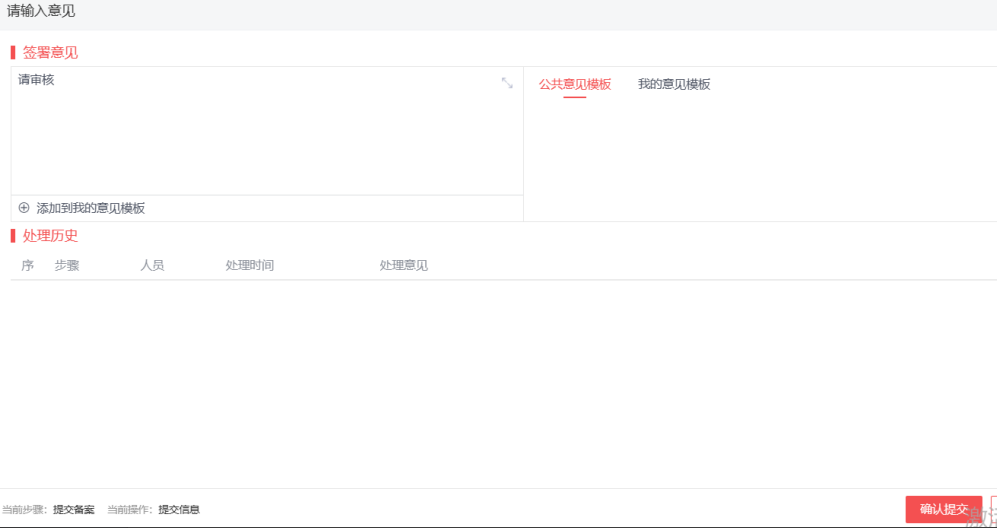 请输入意见
签署意见
请审核
公共意见模板 我的意见模板
添加到我的意见模板
处理历史
序 步骤 人员 处理时间 处理意见
当前步骤: 提交备案 当前操作: 提交信息 确认提交